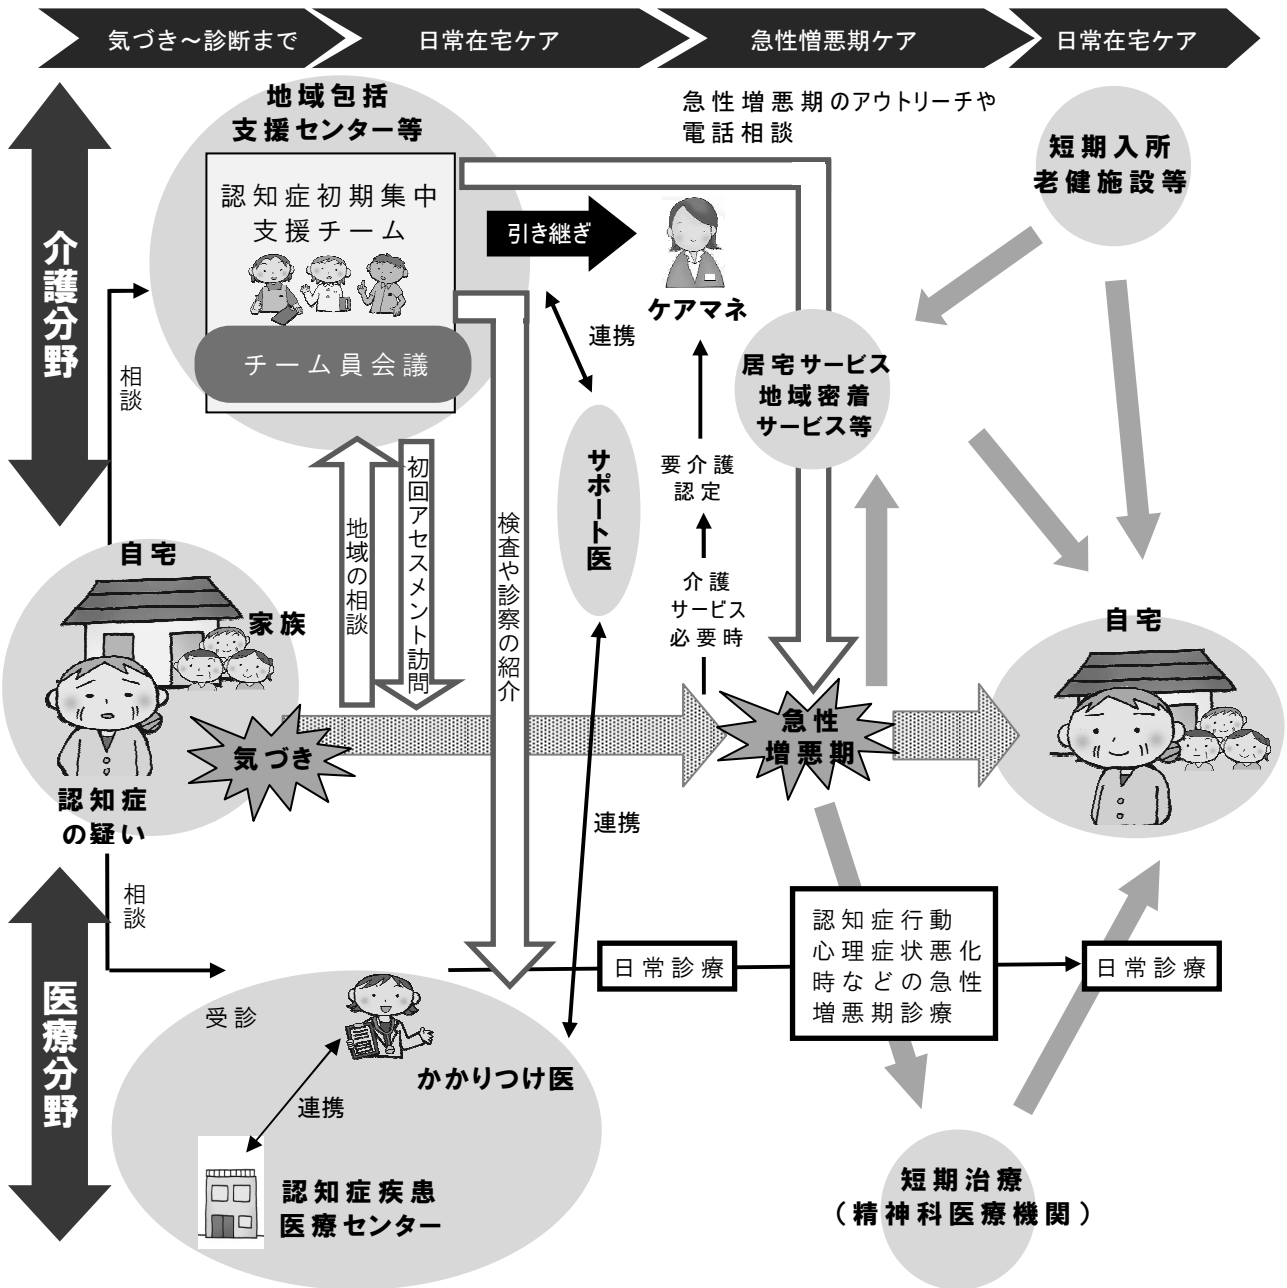 気づき～診断まで
日常在宅ケア
急性憎悪期ケア
日常在宅ケア
地域包括
支援センター等
認知症初期集中
支援チーム
チーム員会議
急性増悪期のアウトリーチや
電話相談
短期入所
老健施設等
引き継ぎ
ケアマネ
連携
居宅サービス
地域密着
サービス等
介護分野
相談
サポート医
要介護
認定
介護
サービス
必要時
地域の相談
初回アセスメント訪問
検査や診察の紹介
自宅
家族
気づき
認知症
の疑い
急性
増悪期
自宅
連携
相談
医療分野
受診
日常診療
認知症行動
心理症状悪化
時などの急性
増悪期診療
日常診療
かかりつけ医
連携
認知症疾患
医療センター
短期治療
（精神科医療機関）